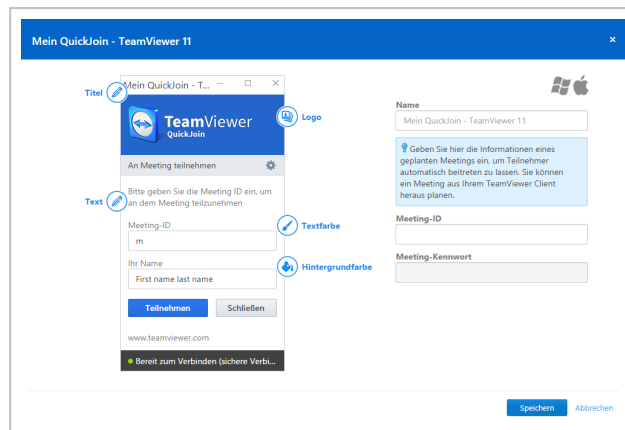 Mein QuickJoin - TeamViewer 11
×
Titel
Mein QuickJoin - T...
TeamViewer
QuickJoin
Logo
An Meeting teilnehmen
Text
Bitte geben Sie die Meeting ID ein, um
an dem Meeting teilzunehmen
Meeting-ID
m
Textfarbe
Ihr Name
First name last name
Hintergrundfarbe
Teilnehmen
Schließen
www.teamviewer.com
Bereit zum Verbinden (sichere Verbi...
Name
Mein QuickJoin - TeamViewer 11
Geben Sie hier die Informationen eines
geplanten Meetings ein, um Teilnehmer
automatisch beitreten zu lassen. Sie können
ein Meeting aus Ihrem TeamViewer Client
heraus planen.
Meeting-ID
Meeting-Kennwort
Speichern
Abbrechen